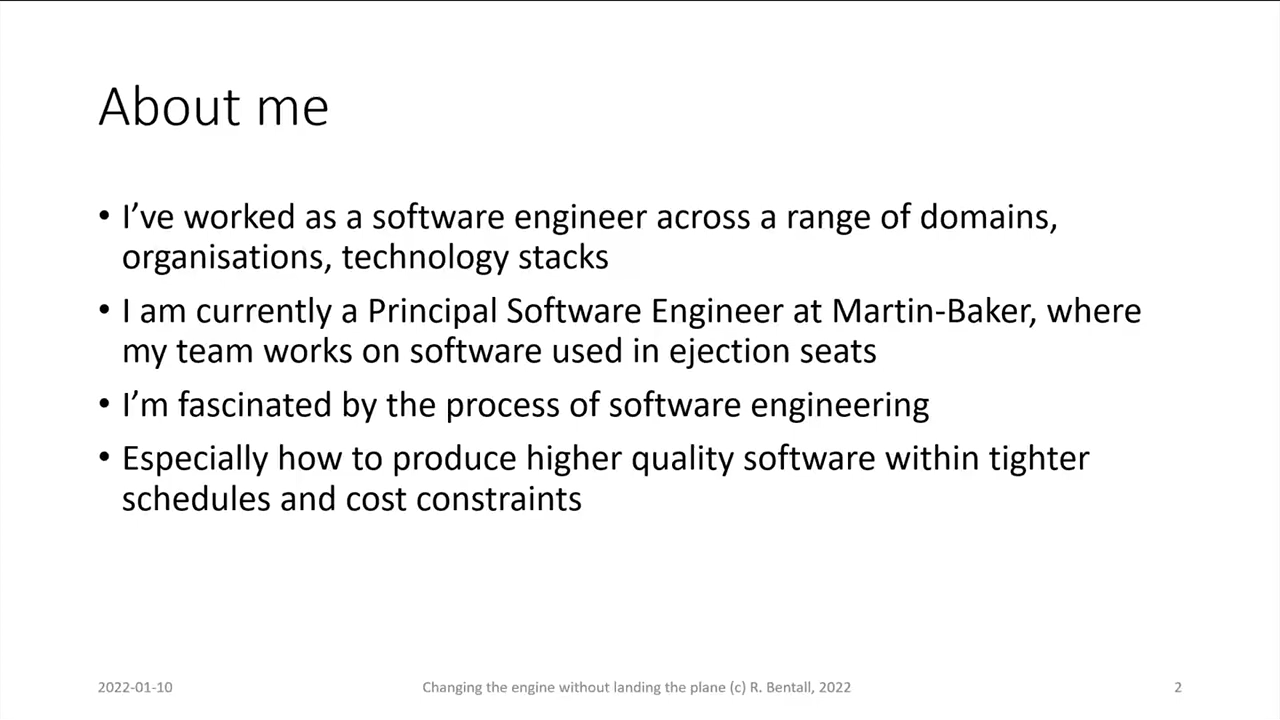 About me
• I’ve worked as a software engineer across a range of domains,
organisations, technology stacks
• I am currently a Principal Software Engineer at Martin-Baker, where
my team works on software used in ejection seats
• I’m fascinated by the process of software engineering
• Especially how to produce higher quality software within tighter
schedules and cost constraints
2022-01-10
Changing the engine without landing the plane (c) R. Bentall, 2022
2